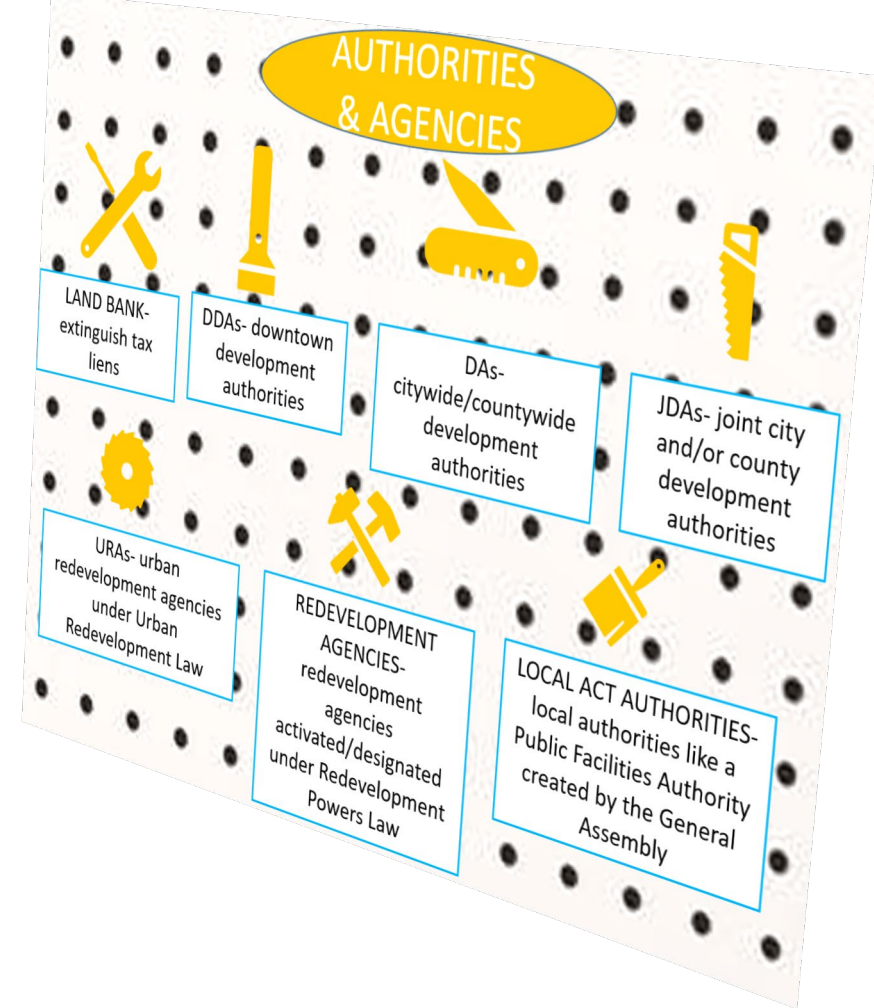 AUTHORITIES
& AGENCIES
LAND BANK-
extinguish tax
liens
DDAs- downtown
development
authorities
DAs-
citywide/countywide
development
authorities
JDAs- joint city
and/or county
development
authorities
URAs- urban
redevelopment agencies
under Urban
Redevelopment Law
REDEVELOPMENT
AGENCIES-
redevelopment
agencies
activated/designated
under Redevelopment
Powers Law
LOCAL ACT AUTHORITIES-
local authorities like a
Public Facilities Authority
created by the General
Assembly